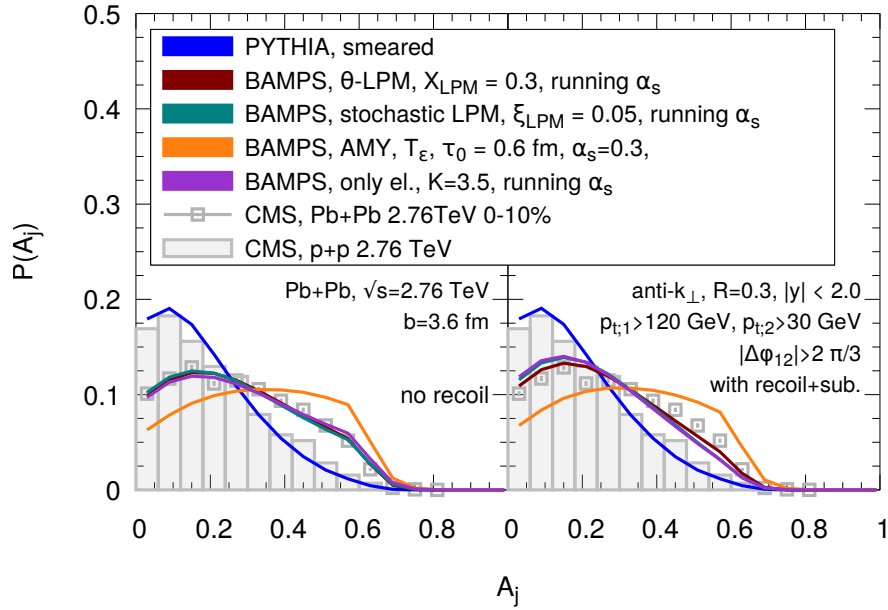 0.5
0.4
0.3
0.2
0.1
0
P(Aⱼ)
PYTHIA, smeared
BAMPS, θ-LPM, X_LPM = 0.3, running α_s
BAMPS, stochastic LPM, ξ_LPM = 0.05, running α_s
BAMPS, AMY, T_ε, τ₀ = 0.6 fm, α_s=0.3,
BAMPS, only el., K=3.5, running α_s
CMS, Pb+Pb 2.76TeV 0-10%
CMS, p+p 2.76 TeV
Pb+Pb, √s=2.76 TeV
b=3.6 fm
no recoil
anti-k_⊥, R=0.3, |y| < 2.0
p_t;1>120 GeV, p_t;2>30 GeV
|Δφ₁₂|>2 π/3
with recoil+sub.
0 0.2 0.4 0.6 0.8 0 0.2 0.4 0.6 0.8 1
Aⱼ